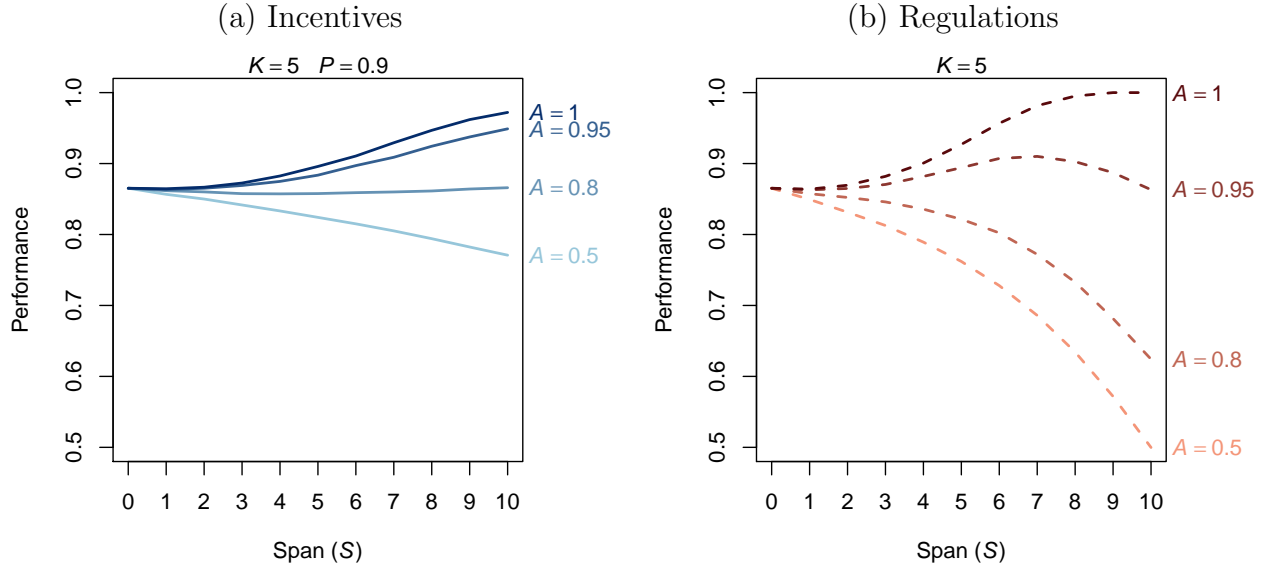 (a) Incentives
K = 5 P = 0.9
Performance
1.0
0.9
0.8
0.7
0.6
0.5
A = 1
A = 0.95
A = 0.8
A = 0.5
0 1 2 3 4 5 6 7 8 9 10
Span (S)
(b) Regulations
K = 5
Performance
1.0
0.9
0.8
0.7
0.6
0.5
A = 1
A = 0.95
A = 0.8
A = 0.5
0 1 2 3 4 5 6 7 8 9 10
Span (S)